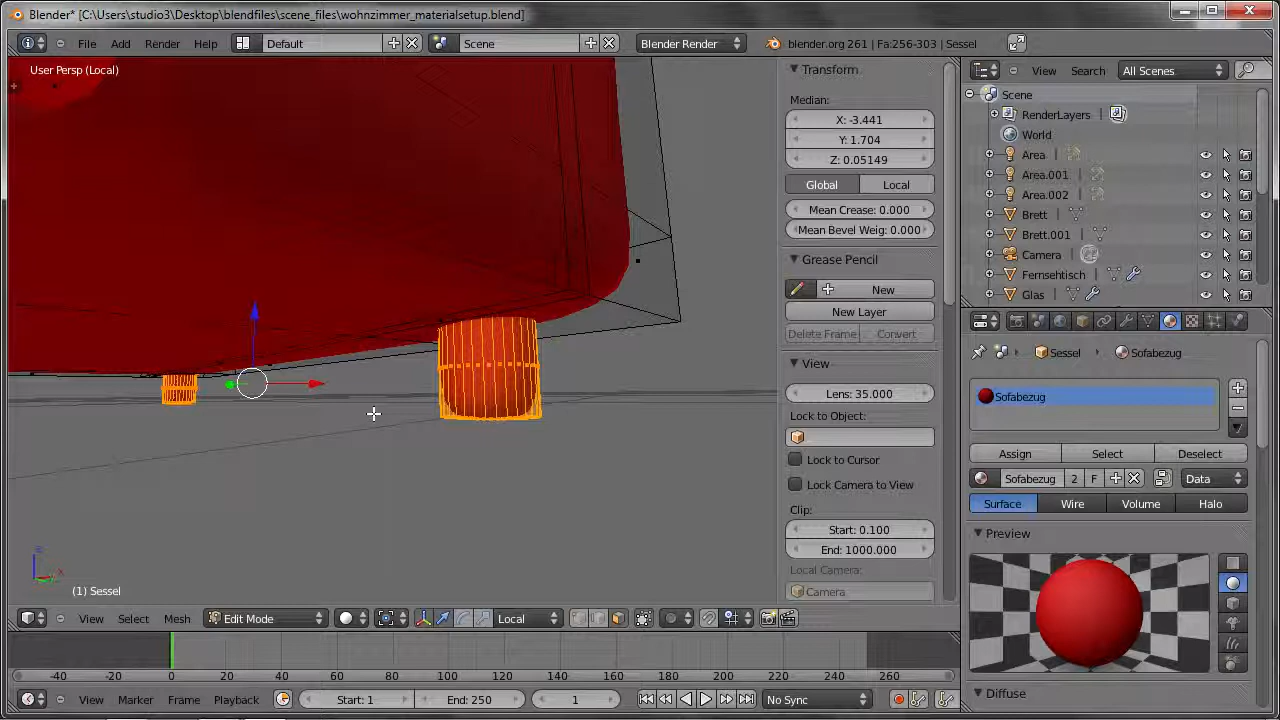 Blender* [C:\Users\studio3\Desktop\blendfiles\scene_files\wohnzimmer_materialsetup.blend]
File Add Render Help Default Scene Blender Render blender.org 261 | Fa:256-303 | Sessel
User Persp (Local)
(1) Sessel
View Select Mesh Edit Mode Local
Transform
Median:
X: -3.441
Y: 1.704
Z: 0.05149
Global Local
Mean Crease: 0.000
Mean Bevel Weig: 0.000
Grease Pencil
New
New Layer
Delete Frame Convert
View
Lens: 35.000
Lock to Object:
Lock to Cursor
Lock Camera to View
Clip:
Start: 0.100
End: 1000.000
Local Camera:
Camera
View Search All Scenes
Scene
RenderLayers
World
Area
Area.001
Area.002
Brett
Brett.001
Camera
Fernsehtisch
Glas
Sessel Sofabezug
Sofabezug
Assign Select Deselect
Sofabezug 2 F Data
Surface Wire Volume Halo
Preview
Diffuse
-40 -20 0 20 40 60 80 100 120 140 160 180 200 220 240 260
View Marker Frame Playback Start: 1 End: 250 1 No Sync